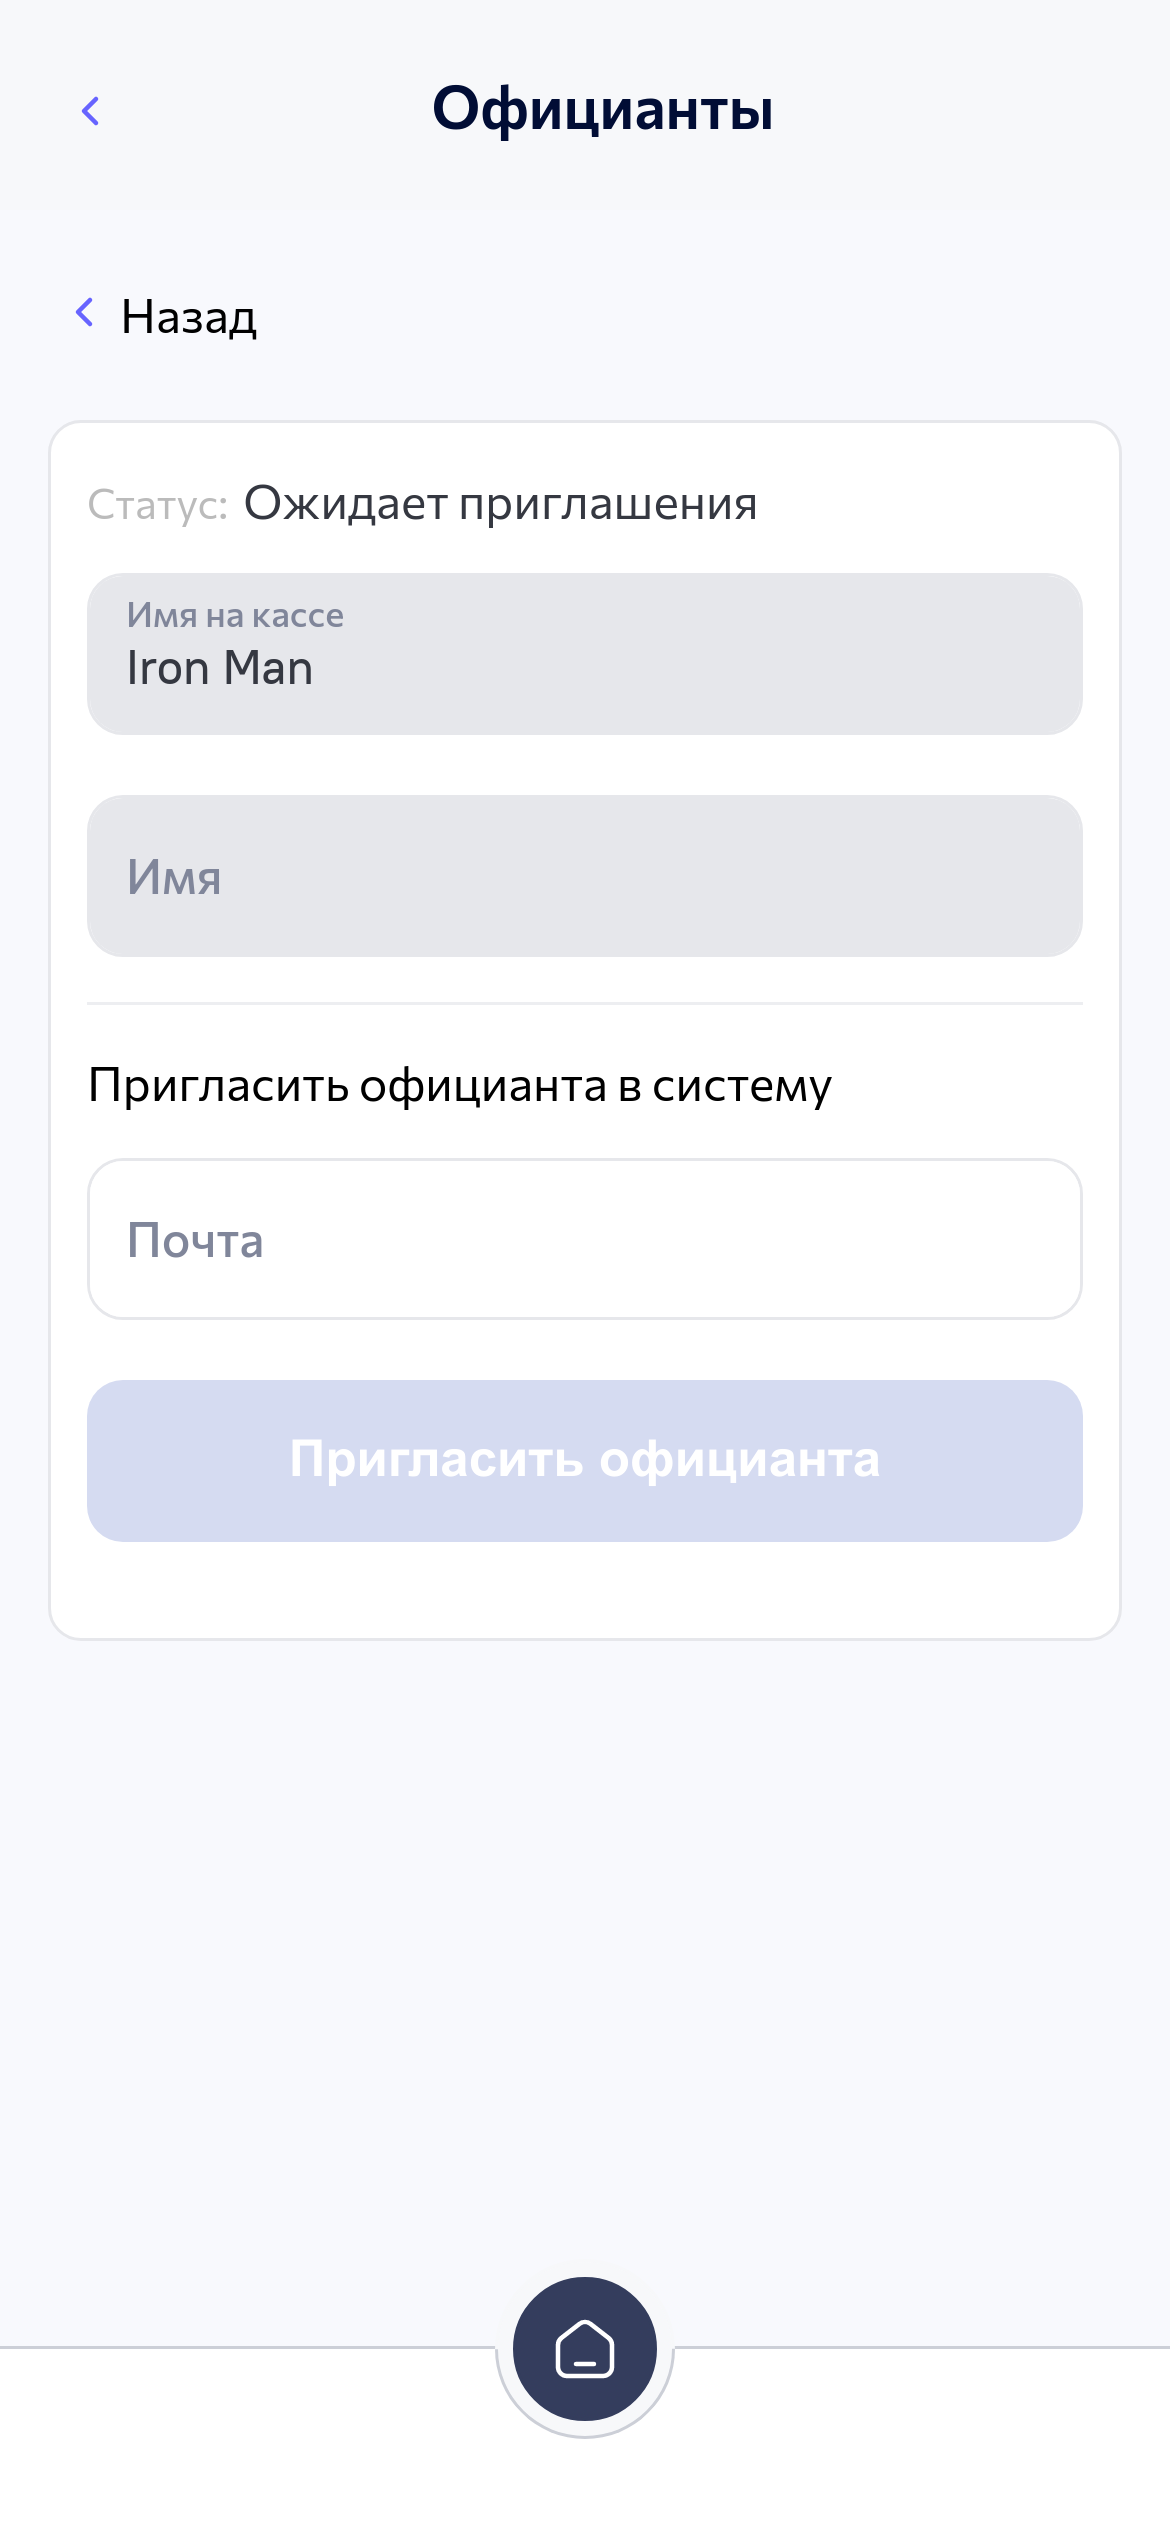 Официанты
Назад
Статус: Ожидает приглашения
Имя на кассе
Iron Man
Имя
Пригласить официанта в систему
Почта
Пригласить официанта